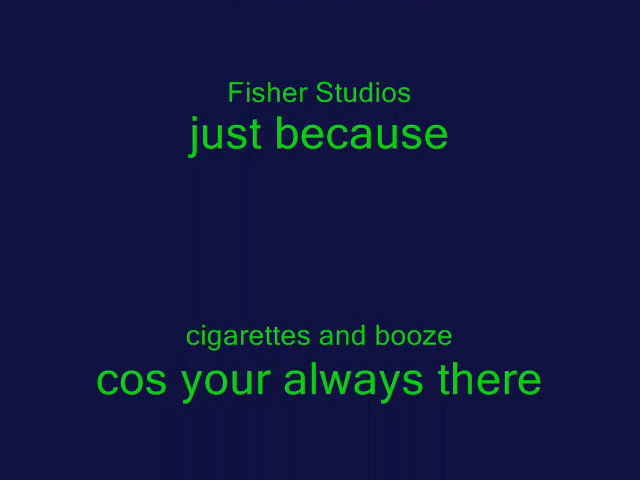 Fisher Studios
just because
cigarettes and booze
cos your always there